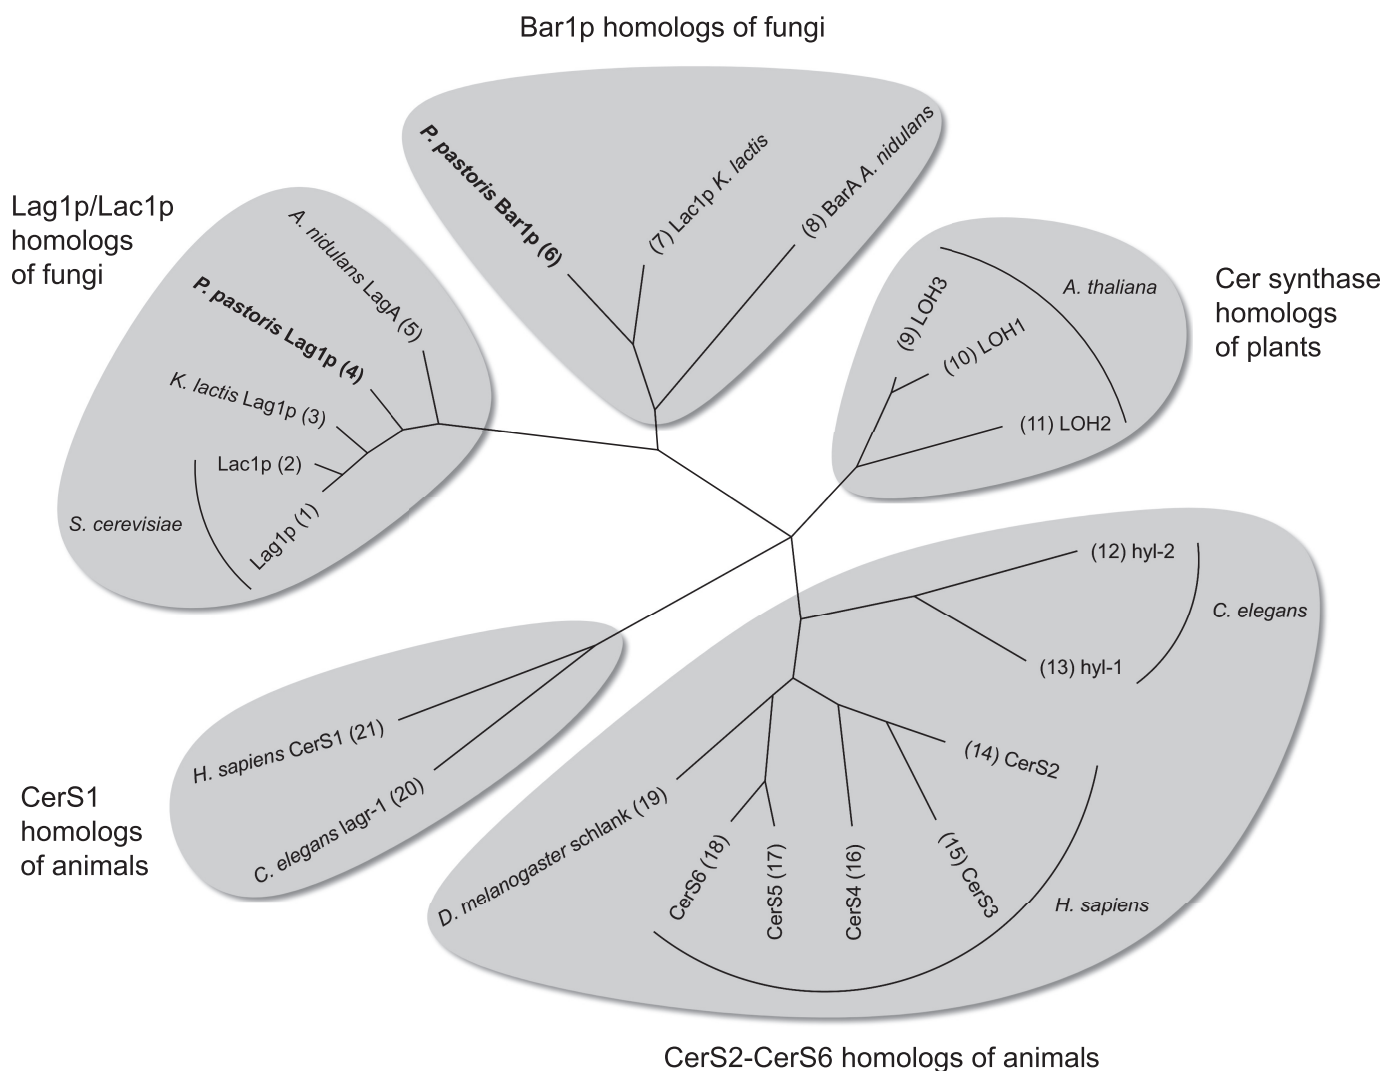 Bar1p homologs of fungi
P. pastoris Bar1p (6)
(7) Lac1p K. lactis
(8) BarA A. nidulans
Lag1p/Lac1p
homologs
of fungi
A. nidulans LagA (5)
P. pastoris Lag1p (4)
K. lactis Lag1p (3)
Lac1p (2)
Lag1p (1)
S. cerevisiae
Cer synthase
homologs
of plants
A. thaliana
(9) LOH3
(10) LOH1
(11) LOH2
(12) hyl-2
C. elegans
(13) hyl-1
(14) CerS2
(15) CerS3
CerS4 (16)
CerS5 (17)
CerS6 (18)
H. sapiens
D. melanogaster schlank (19)
CerS1
homologs
of animals
H. sapiens CerS1 (21)
C. elegans lagr-1 (20)
CerS2-CerS6 homologs of animals